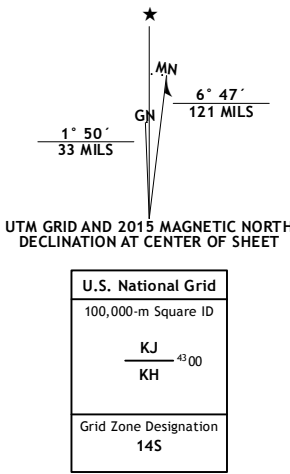 ★
MN
6° 47´
121 MILS
GN
1° 50´
33 MILS
UTM GRID AND 2015 MAGNETIC NORTH
DECLINATION AT CENTER OF SHEET
U.S. National Grid
100,000-m Square ID
KJ
4300
KH
Grid Zone Designation
14S